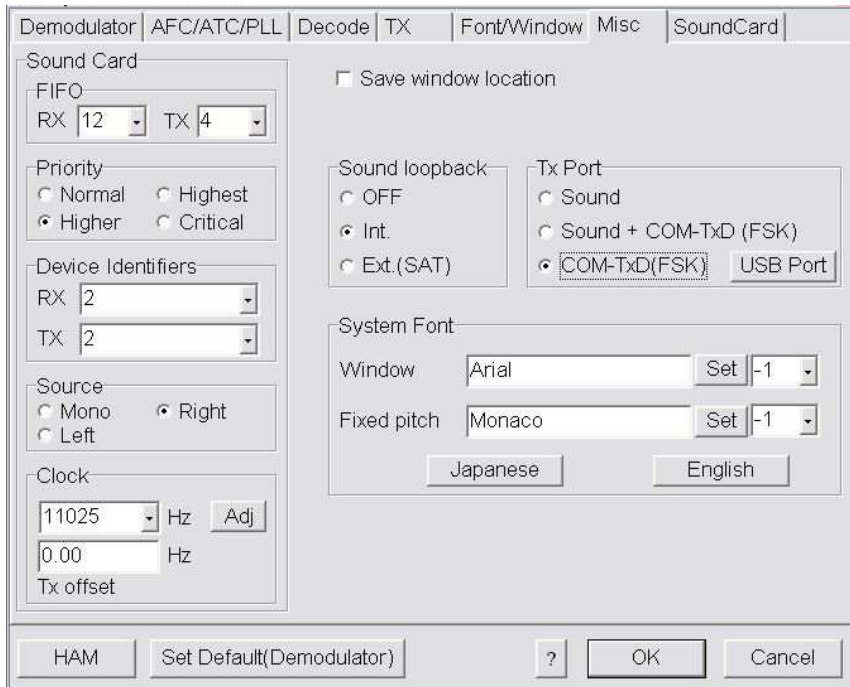 Demodulator AFC/ATC/PLL Decode TX Font/Window Misc SoundCard
Sound Card
FIFO
RX 12 TX 4
Priority
Normal Highest
Higher Critical
Device Identifiers
RX 2
TX 2
Source
Mono Right
Left
Clock
11025 Hz Adj
0.00 Hz
Tx offset
Save window location
Sound loopback
OFF
Int.
Ext.(SAT)
Tx Port
Sound
Sound + COM-TxD (FSK)
COM-TxD(FSK) USB Port
System Font
Window Arial Set -1
Fixed pitch Monaco Set -1
Japanese English
HAM Set Default(Demodulator) ? OK Cancel